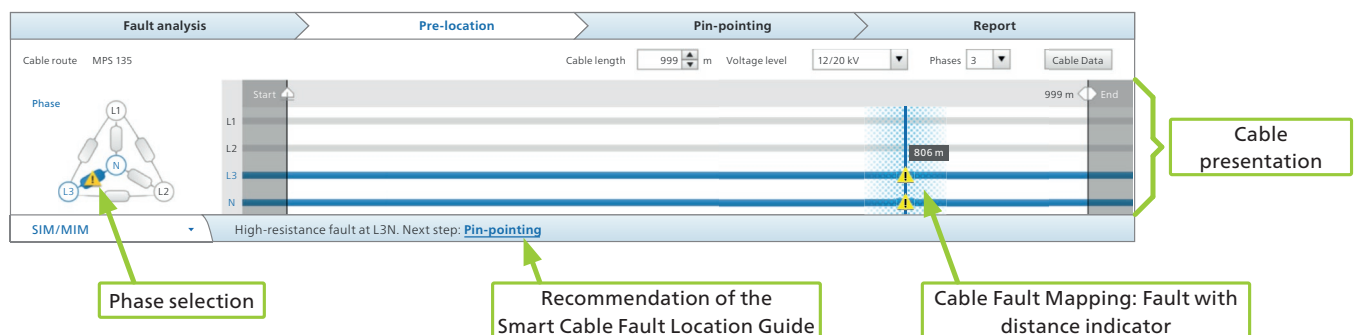 Fault analysis Pre-location Pin-pointing Report
Cable route MPS 135 Cable length 999 m Voltage level 12/20 kV Phases 3 Cable Data
Phase
Start 999 m End
L1
L1
L2
806 m
N
L3
L3 L2
N
Cable
presentation
SIM/MIM High-resistance fault at L3N. Next step: Pin-pointing
Phase selection
Recommendation of the
Smart Cable Fault Location Guide
Cable Fault Mapping: Fault with
distance indicator